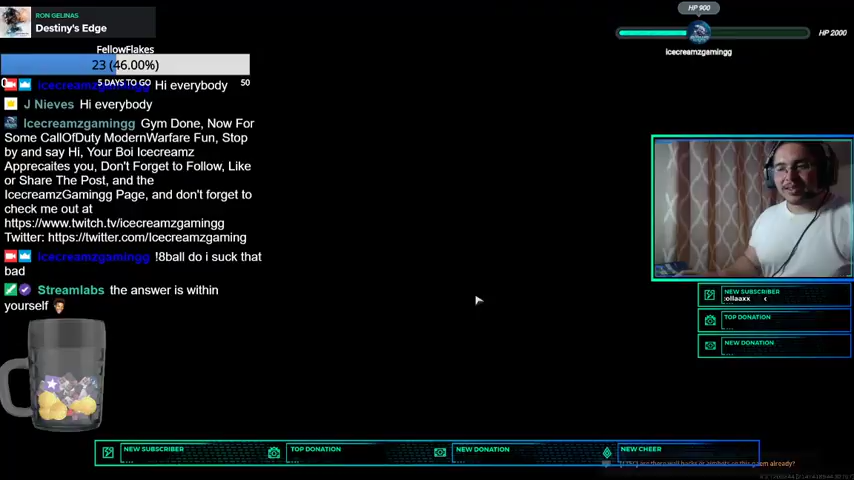 RON GELINAS
Destiny's Edge
HP 900
HP 2000
icecreamzgamingg
FellowFlakes
23 (46.00%)
0
5 DAYS TO GO
50
Icecreamzgamingg Hi everybody
J Nieves Hi everybody
Icecreamzgamingg Gym Done, Now For
Some CallOfDuty ModernWarfare Fun, Stop
by and say Hi, Your Boi Icecreamz
Apprecaites you, Don't Forget to Follow, Like
or Share The Post, and the
IcecreamzGamingg Page, and don't forget to
check me out at
https://www.twitch.tv/icecreamzgamingg
Twitter: https://twitter.com/Icecreamzgaming
Icecreamzgamingg !8ball do i suck that
bad
Streamlabs the answer is within
yourself
NEW SUBSCRIBER
TOP DONATION
....
NEW DONATION
....
NEW SUBSCRIBER
....
TOP DONATION
....
NEW DONATION
....
NEW CHEER